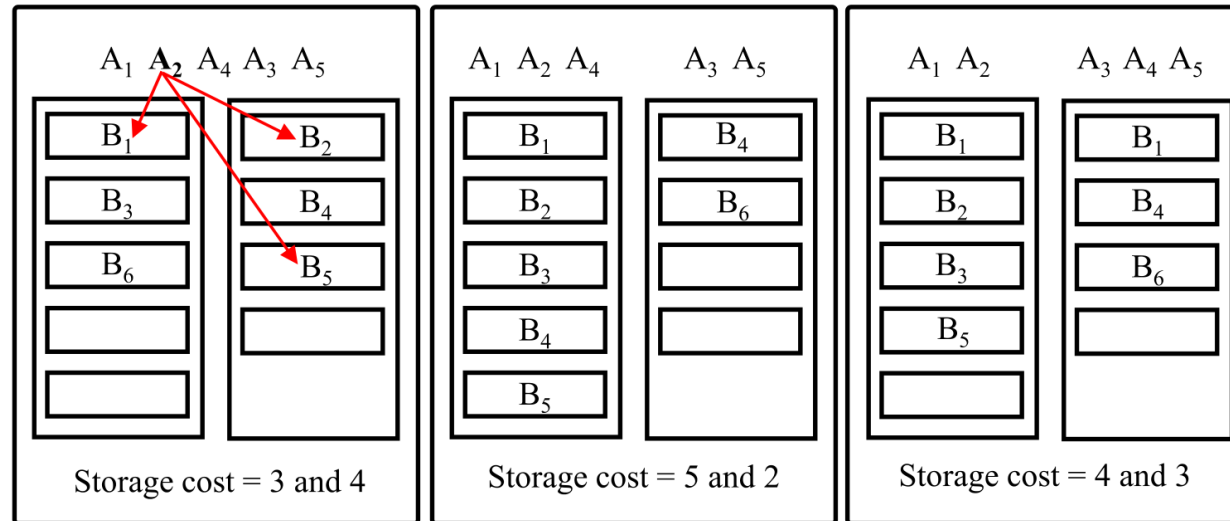 A₁ A₂ A₄ A₃ A₅
B₁
B₃
B₆
B₂
B₄
B₅
Storage cost = 3 and 4
A₁ A₂ A₄
B₁
B₂
B₃
B₄
B₅
A₃ A₅
B₄
B₆
Storage cost = 5 and 2
A₁ A₂
B₁
B₂
B₃
B₅
A₃ A₄ A₅
B₁
B₄
B₆
Storage cost = 4 and 3